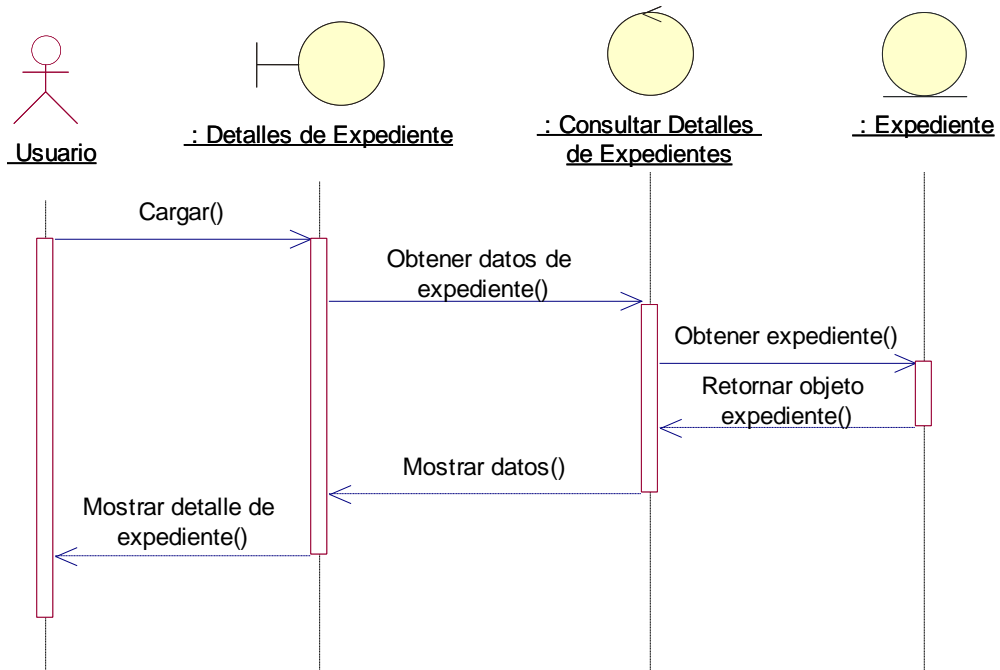 Usuario
: Detalles de Expediente
: Consultar Detalles
de Expedientes
: Expediente
Cargar()
Obtener datos de
expediente()
Obtener expediente()
Retornar objeto
expediente()
Mostrar datos()
Mostrar detalle de
expediente()